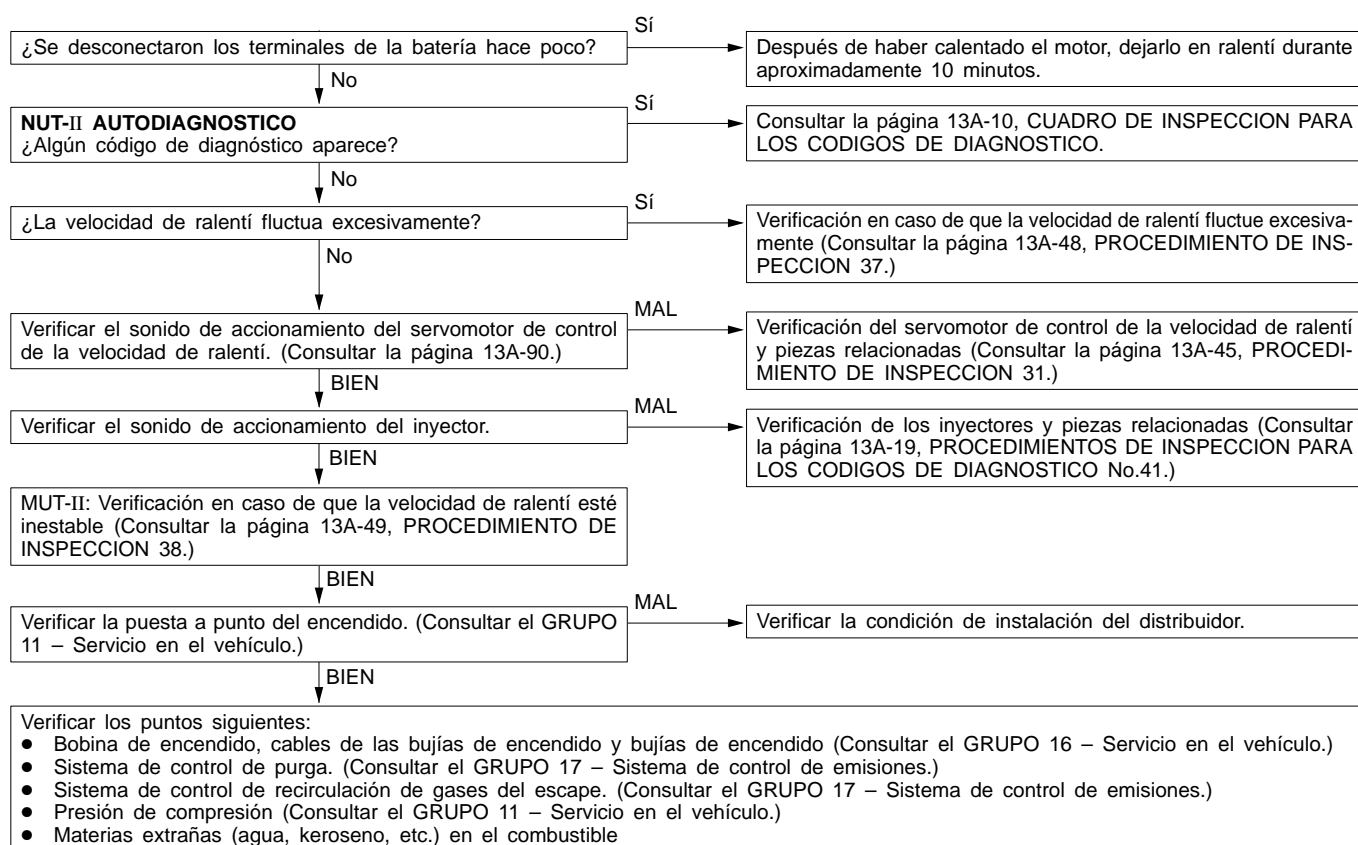 ¿Se desconectaron los terminales de la batería hace poco?
Sí
Después de haber calentado el motor, dejarlo en ralentí durante
aproximadamente 10 minutos.
No
NUT-II AUTODIAGNOSTICO
¿Algún código de diagnóstico aparece?
Sí
Consultar la página 13A-10, CUADRO DE INSPECCION PARA
LOS CODIGOS DE DIAGNOSTICO.
No
¿La velocidad de ralentí fluctua excesivamente?
Sí
Verificación en caso de que la velocidad de ralentí fluctue excesiva-
mente (Consultar la página 13A-48, PROCEDIMIENTO DE INS-
PECCION 37.)
No
Verificar el sonido de accionamiento del servomotor de control
de la velocidad de ralentí. (Consultar la página 13A-90.)
MAL
Verificación del servomotor de control de la velocidad de ralentí
y piezas relacionadas (Consultar la página 13A-45, PROCEDI-
MIENTO DE INSPECCION 31.)
BIEN
Verificar el sonido de accionamiento del inyector.
MAL
Verificación de los inyectores y piezas relacionadas (Consultar
la página 13A-19, PROCEDIMIENTOS DE INSPECCION PARA
LOS CODIGOS DE DIAGNOSTICO No.41.)
BIEN
MUT-II: Verificación en caso de que la velocidad de ralentí esté
inestable (Consultar la página 13A-49, PROCEDIMIENTO DE
INSPECCION 38.)
BIEN
Verificar la puesta a punto del encendido. (Consultar el GRUPO
11 – Servicio en el vehículo.)
MAL
Verificar la condición de instalación del distribuidor.
BIEN
Verificar los puntos siguientes:
● Bobina de encendido, cables de las bujías de encendido y bujías de encendido (Consultar el GRUPO 16 – Servicio en el vehículo.)
● Sistema de control de purga. (Consultar el GRUPO 17 – Sistema de control de emisiones.)
● Sistema de control de recirculación de gases del escape. (Consultar el GRUPO 17 – Sistema de control de emisiones.)
● Presión de compresión (Consultar el GRUPO 11 – Servicio en el vehículo.)
● Materias extrañas (agua, keroseno, etc.) en el combustible